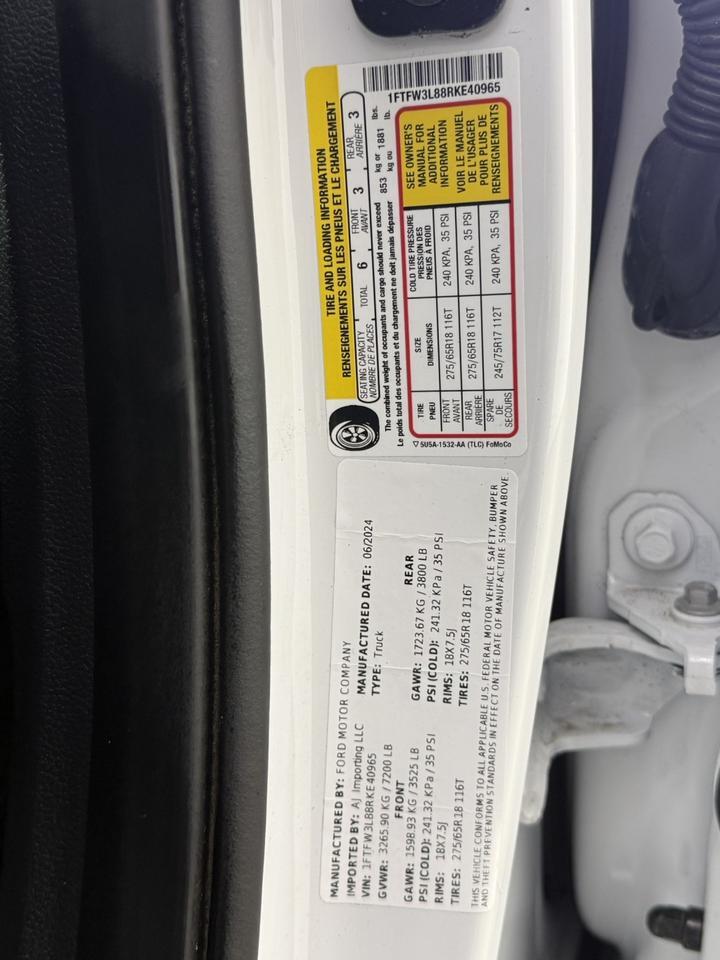 MANUFACTURED BY: FORD MOTOR COMPANY
IMPORTED BY: AJ Importing LLC
VIN: 1FTFW3L88RKE40965
MANUFACTURED DATE: 06/2024
GVWR: 3265.90 KG / 7200 LB
TYPE: Truck
FRONT
GAWR: 1598.93 KG / 3525 LB
PSI (COLD): 241.32 KPa / 35 PSI
RIMS: 18X7.5J
TIRES: 275/65R18 116T
REAR
GAWR: 1723.67 KG / 3800 LB
PSI (COLD): 241.32 KPa / 35 PSI
RIMS: 18X7.5J
TIRES: 275/65R18 116T
THIS VEHICLE CONFORMS TO ALL APPLICABLE U.S. FEDERAL MOTOR VEHICLE SAFETY, BUMPER
AND THEFT PREVENTION STANDARDS IN EFFECT ON THE DATE OF MANUFACTURE SHOWN ABOVE
TIRE AND LOADING INFORMATION
RENSEIGNEMENTS SUR LES PNEUS ET LE CHARGEMENT
SEATING CAPACITY TOTAL 6 FRONT 3 REAR 3
NOMBRE DE PLACES AVANT ARRIÈRE
The combined weight of occupants and cargo should never exceed 853 kg or 1881 lbs.
Le poids total des occupants et du chargement ne doit jamais dépasser kg ou lb.
1FTFW3L88RKE40965
TIRE SIZE COLD TIRE PRESSURE
PNEU DIMENSIONS PRESSION DES PNEUS À FROID
FRONT AVANT 275/65R18 116T 240 KPA, 35 PSI
REAR ARRIÈRE 275/65R18 116T 240 KPA, 35 PSI
SPARE DE SECOURS 245/75R17 112T 240 KPA, 35 PSI
SEE OWNER'S
MANUAL FOR
ADDITIONAL
INFORMATION
VOIR LE MANUEL
DE L'USAGER
POUR PLUS DE
RENSEIGNEMENTS
5U5A-1532-AA (TLC) FoMoCo